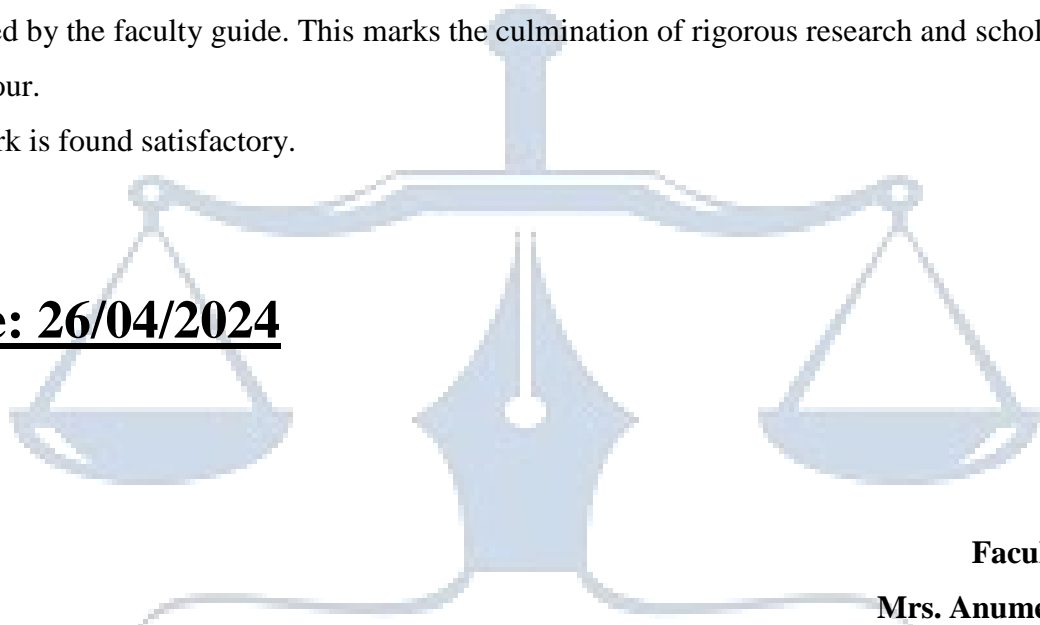 ed by the faculty guide. This marks the culmination of rigorous research and schol
our.
rk is found satisfactory.
e: 26/04/2024
Facul
Mrs. Anume